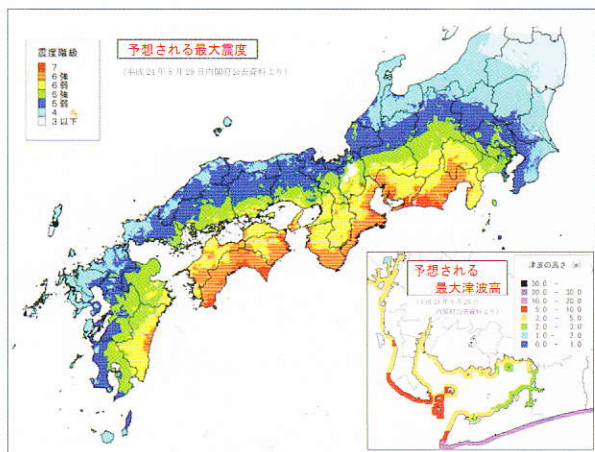 予想される最大震度
(平成24年8月29日内閣府公表資料より)
震度階級
7
6強
6弱
5強
5弱
4
3以下
予想される
最大津波高
(平成24年8月29日
内閣府公表資料より)
津波の高さ (m)
30.0 -
20.0 - 30.0
10.0 - 20.0
5.0 - 10.0
3.0 - 5.0
2.0 - 3.0
1.0 - 2.0
0.0 - 1.0